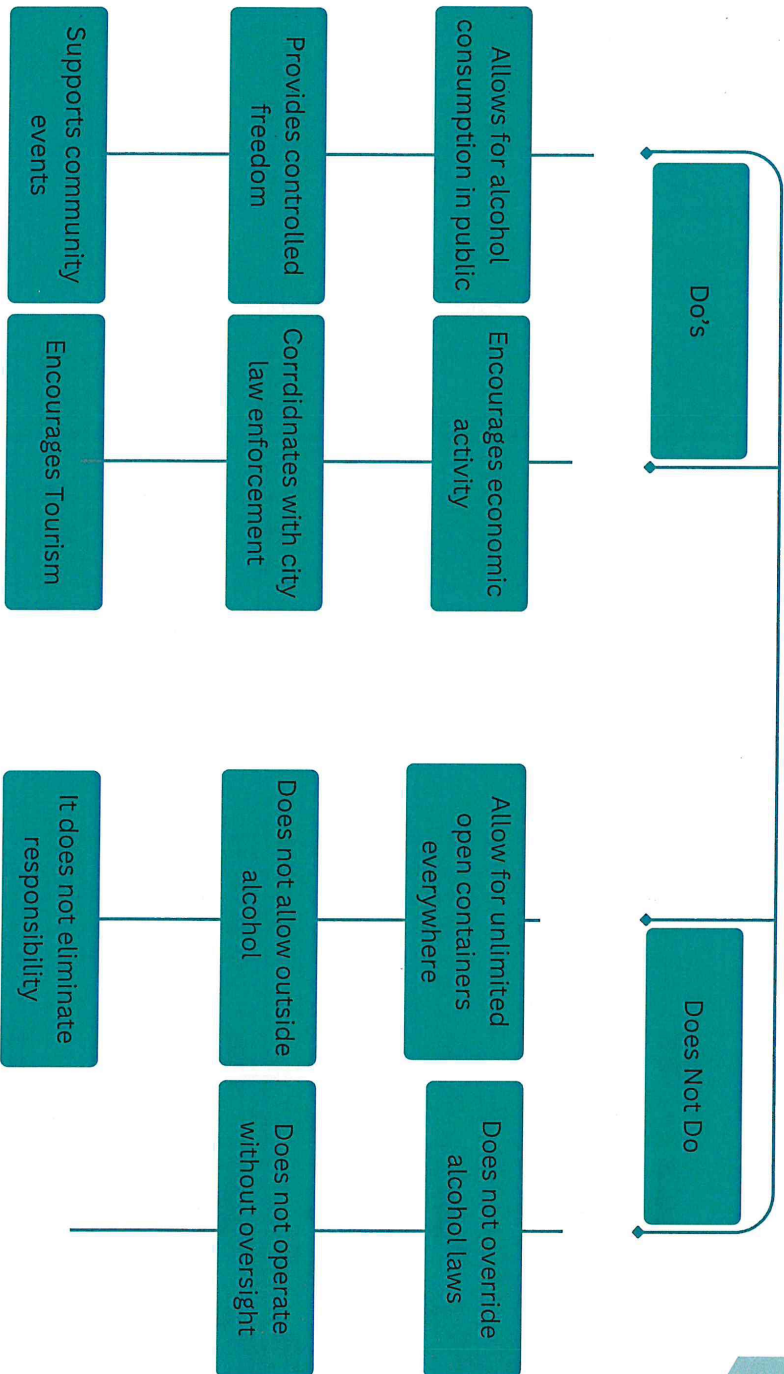 Do's
Does Not Do
Allows for alcohol
consumption in public
Encourages economic
activity
Provides controlled
freedom
Corrdidnates with city
law enforcement
Supports community
events
Encourages Tourism
Allow for unlimited
open containers
everywhere
Does not override
alcohol laws
Does not allow outside
alcohol
Does not operate
without oversight
It does not eliminate
responsibility